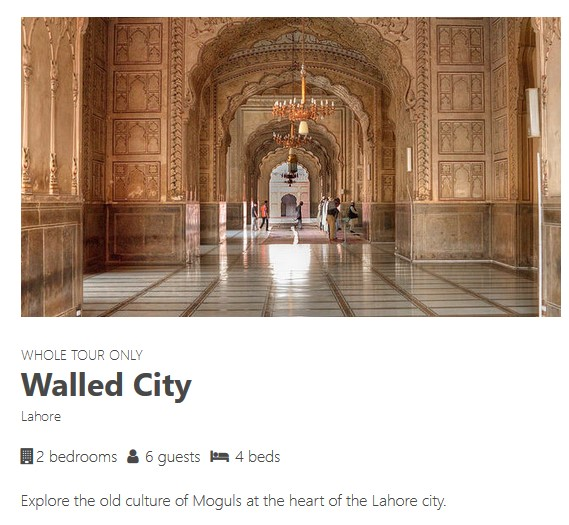 WHOLE TOUR ONLY
Walled City
Lahore
2 bedrooms 6 guests 4 beds
Explore the old culture of Moguls at the heart of the Lahore city.